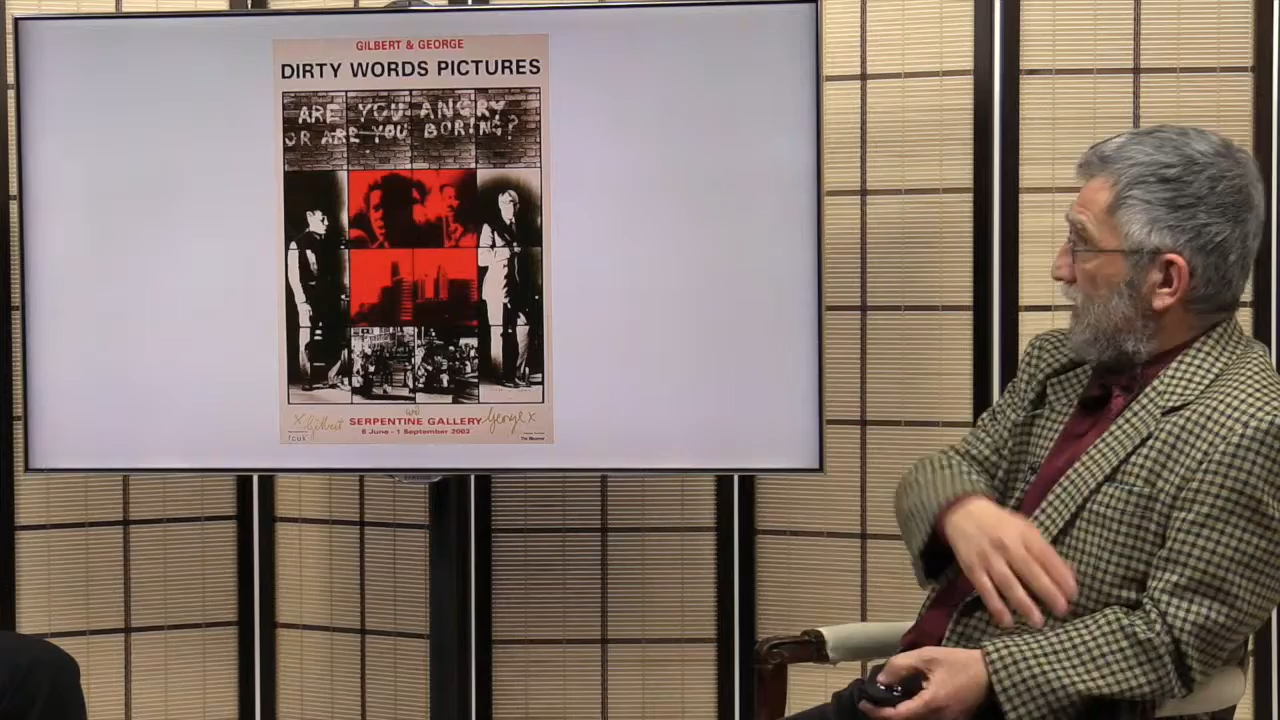 GILBERT & GEORGE
DIRTY WORDS PICTURES
ARE YOU ANGRY
OR ARE YOU BORING?
x Gilbert and George x
SERPENTINE GALLERY
6 June - 1 September 2002
fcuk